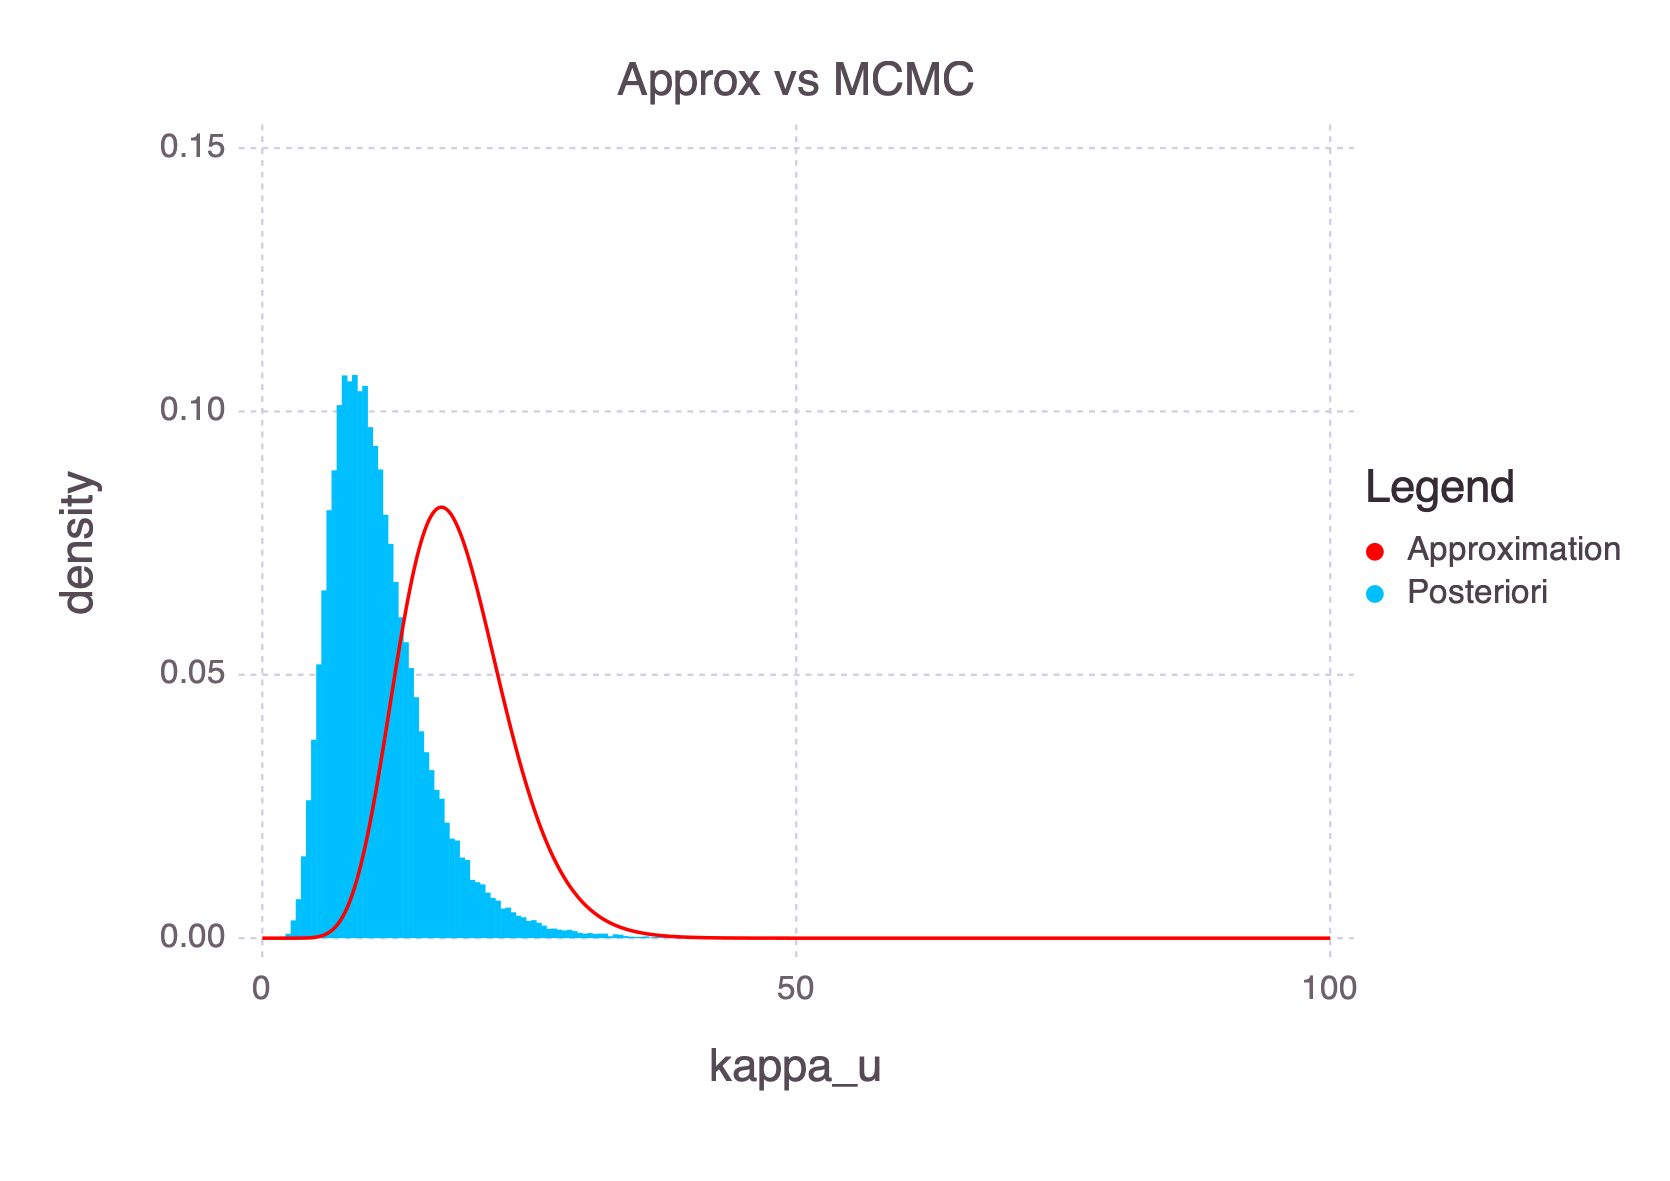 Approx vs MCMC
0.15
0.10
0.05
0.00
density
0
50
100
kappa_u
Legend
Approximation
Posteriori